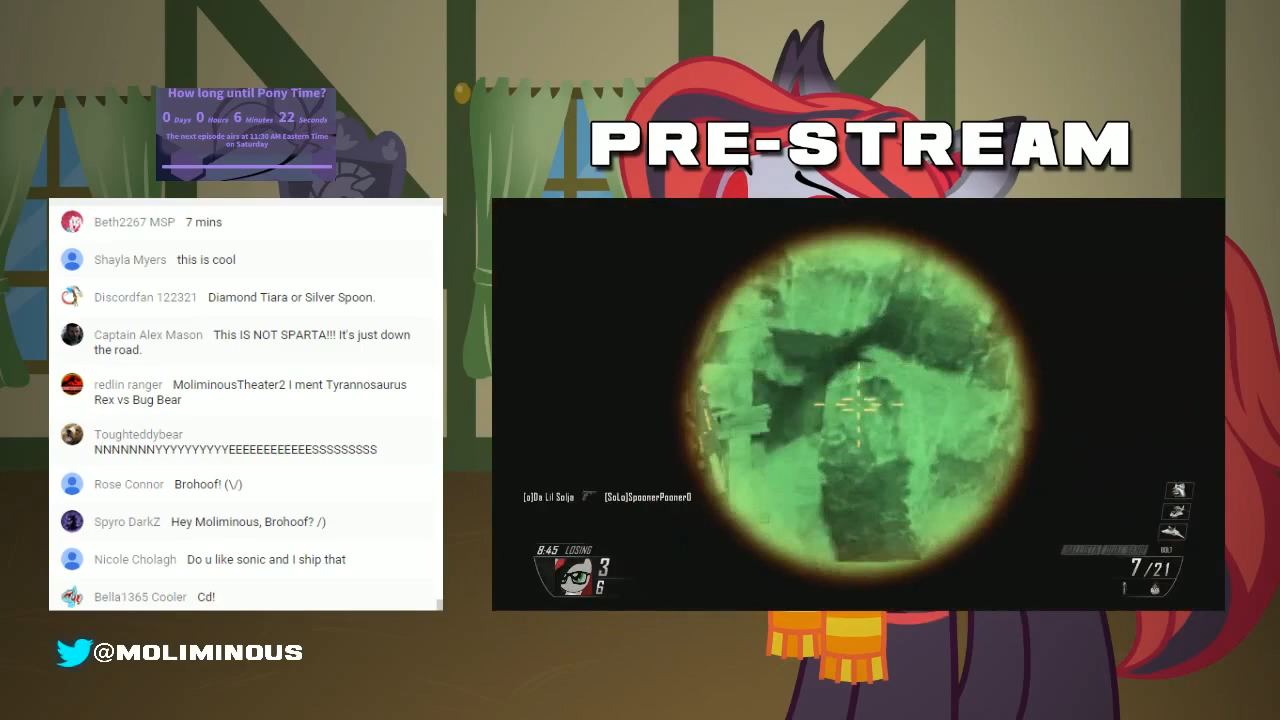 How long until Pony Time?
0 Days 0 Hours 6 Minutes 22 Seconds
The next episode airs at 11:30 AM Eastern Time
on Saturday
PRE-STREAM
Beth2267 MSP 7 mins
Shayla Myers this is cool
Discordfan 122321 Diamond Tiara or Silver Spoon.
Captain Alex Mason This IS NOT SPARTA!!! It's just down
the road.
redlin ranger MoliminousTheater2 I ment Tyrannosaurus
Rex vs Bug Bear
Toughteddybear
NNNNNNNYYYYYYYYYYEEEEEEEEEEEESSSSSSSSS
Rose Connor Brohoof! (\/)
Spyro DarkZ Hey Moliminous, Brohoof? /)
Nicole Cholagh Do you like sonic and I ship that
Bella1365 Cooler Cd!
[o]Da Lil Solja [SoLo]SpoonerPoonerO
8:45 LOSING
3
6
BOLT
7/21
@MOLIMINOUS